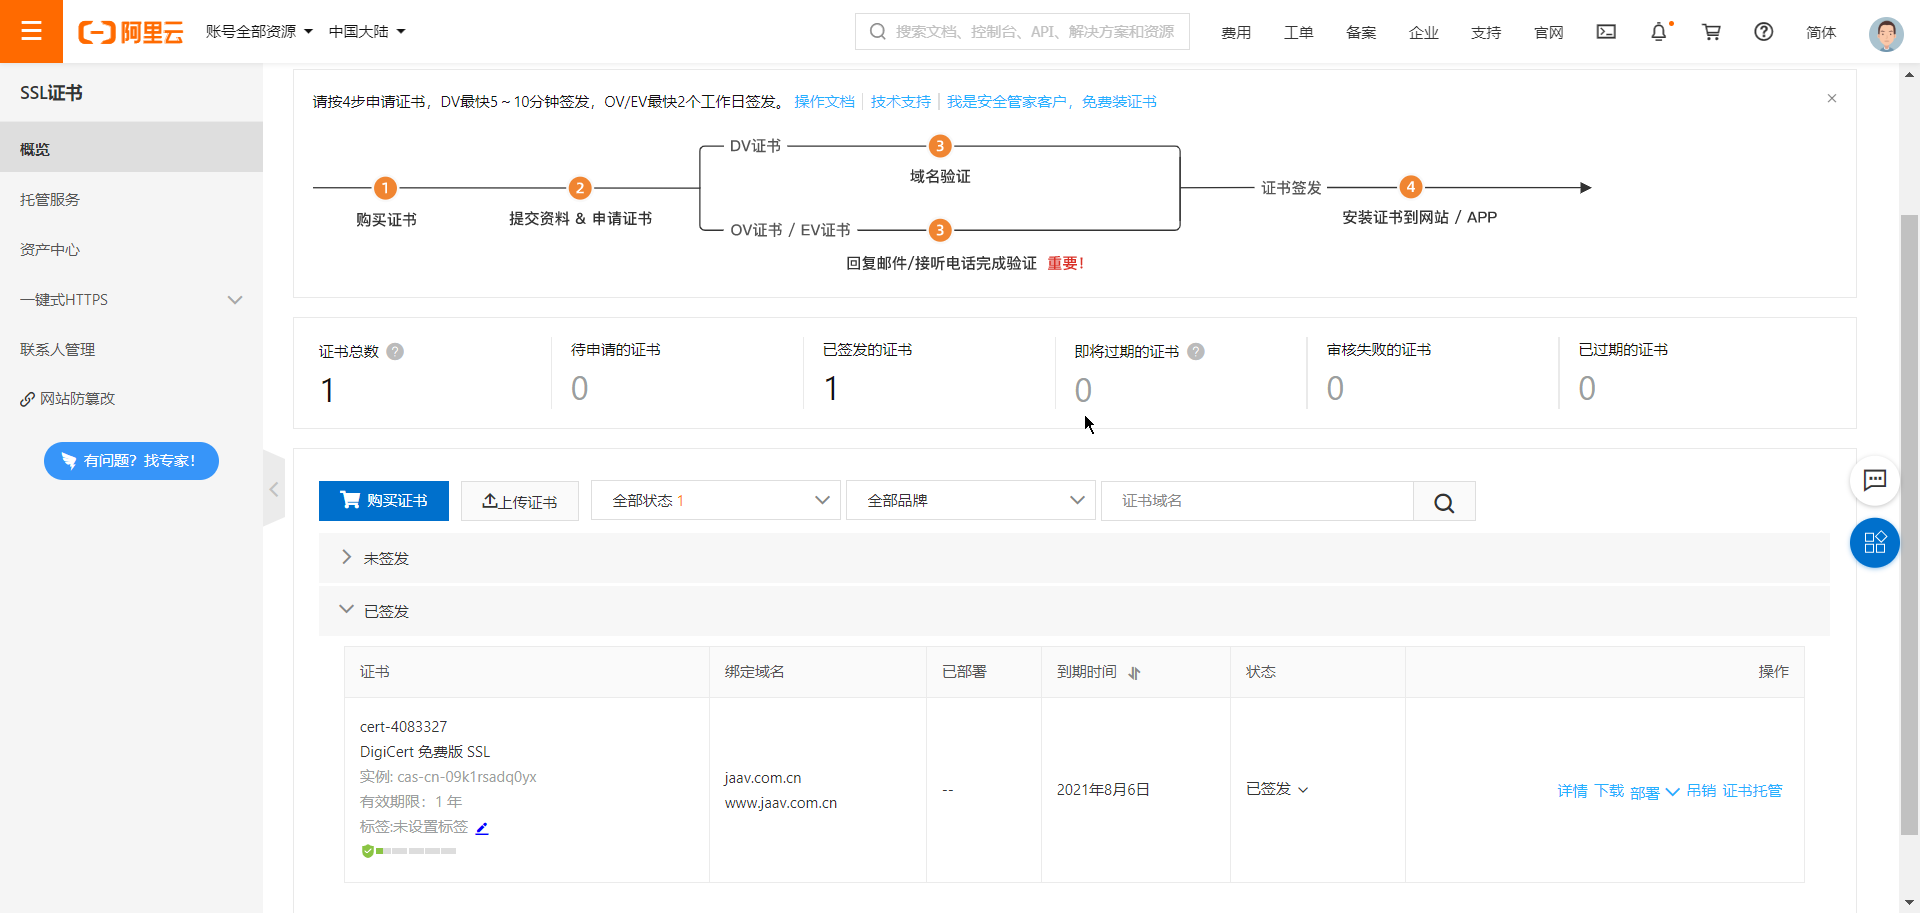 阿里云
账号全部资源
中国大陆
搜索文档、控制台、API、解决方案和资源
费用
工单
备案
企业
支持
官网
简体
SSL证书
概览
托管服务
资产中心
一键式HTTPS
联系人管理
网站防篡改
有问题？找专家！
请按4步申请证书，DV最快5～10分钟签发，OV/EV最快2个工作日签发。 操作文档 技术支持 我是安全管家客户，免费装证书
1
购买证书
2
提交资料 & 申请证书
DV证书
3
域名验证
OV证书 / EV证书
3
回复邮件/接听电话完成验证 重要！
证书签发
4
安装证书到网站 / APP
证书总数 ?
1
待申请的证书
0
已签发的证书
1
即将过期的证书 ?
0
审核失败的证书
0
已过期的证书
0
购买证书
上传证书
全部状态 1
全部品牌
证书域名
未签发
已签发
证书
绑定域名
已部署
到期时间
状态
操作
cert-4083327
DigiCert 免费版 SSL
实例: cas-cn-09k1rsadq0yx
有效期限：1 年
标签:未设置标签
jaav.com.cn
www.jaav.com.cn
--
2021年8月6日
已签发
详情 下载 部署 吊销 证书托管